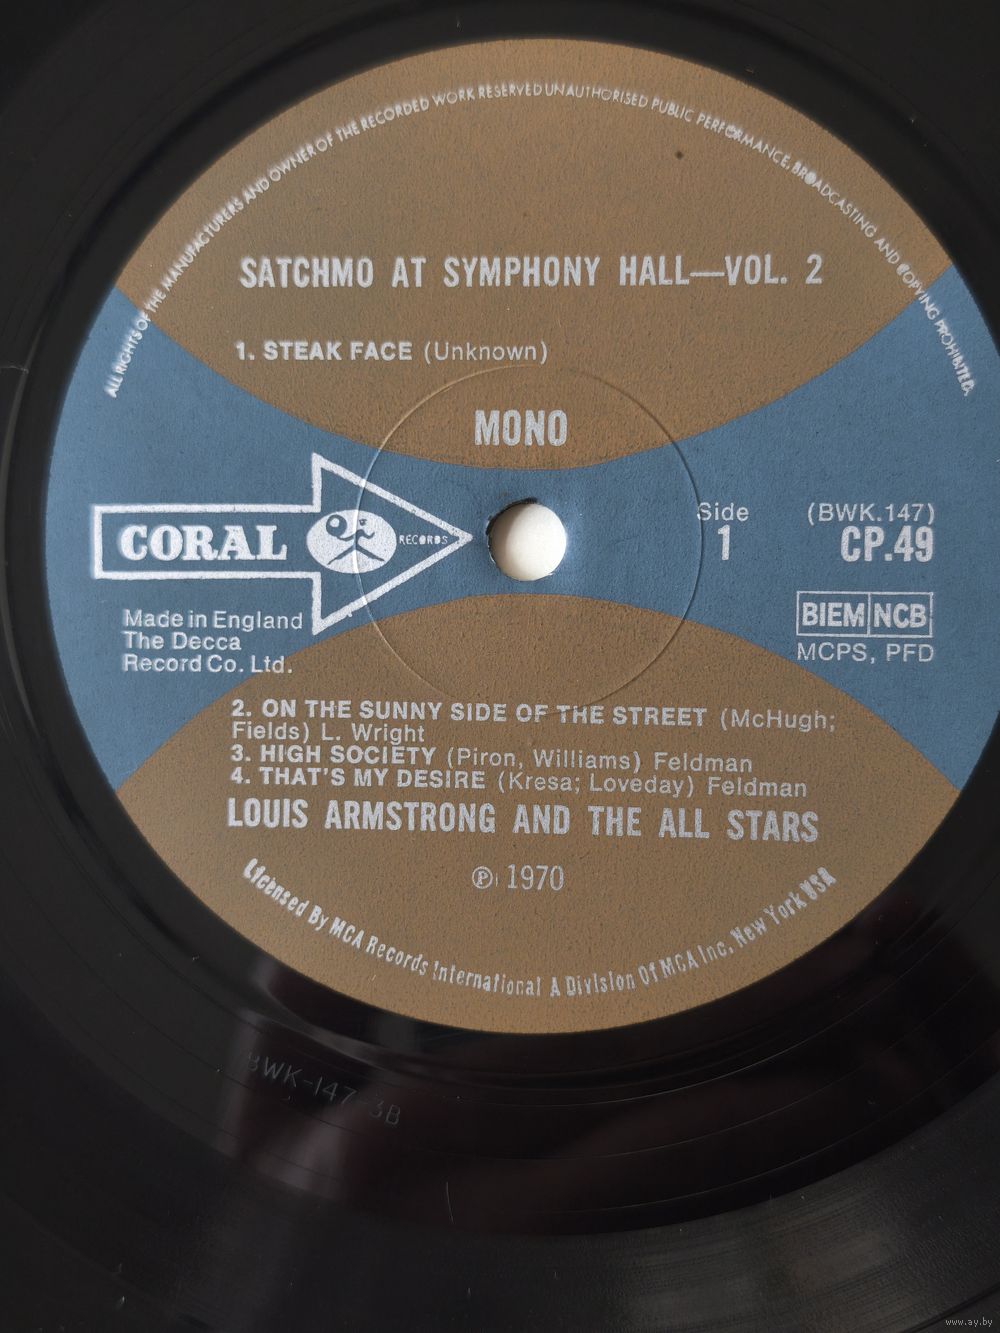 ALL RIGHTS OF THE MANUFACTURERS AND OWNER OF THE RECORDED WORK RESERVED UNAUTHORISED PUBLIC PERFORMANCE, BROADCASTING AND COPYING PROHIBITED.
SATCHMO AT SYMPHONY HALL—VOL. 2
1. STEAK FACE (Unknown)
MONO
CORAL RECORDS
Side
1
(BWK.147)
CP.49
BIEM NCB
MCPS, PFD
Made in England
The Decca
Record Co. Ltd.
2. ON THE SUNNY SIDE OF THE STREET (McHugh;
Fields) L. Wright
3. HIGH SOCIETY (Piron, Williams) Feldman
4. THAT'S MY DESIRE (Kresa; Loveday) Feldman
LOUIS ARMSTRONG AND THE ALL STARS
Ⓟ 1970
Licensed By MCA Records International A Division Of MCA Inc. New York USA
BWK-147-3B
www.ay.by